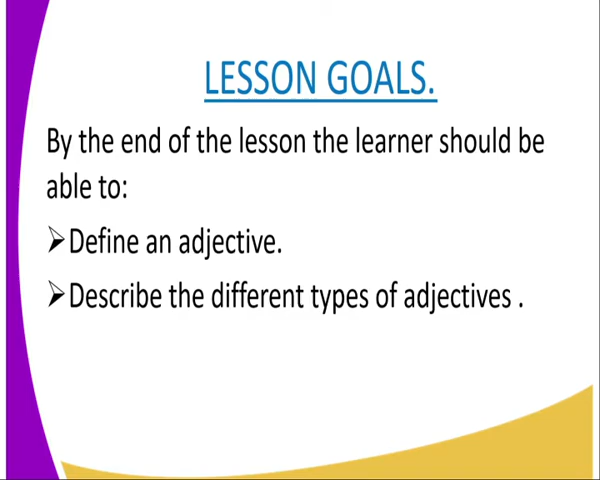 LESSON GOALS.
By the end of the lesson the learner should be
able to:
➢Define an adjective.
➢Describe the different types of adjectives .